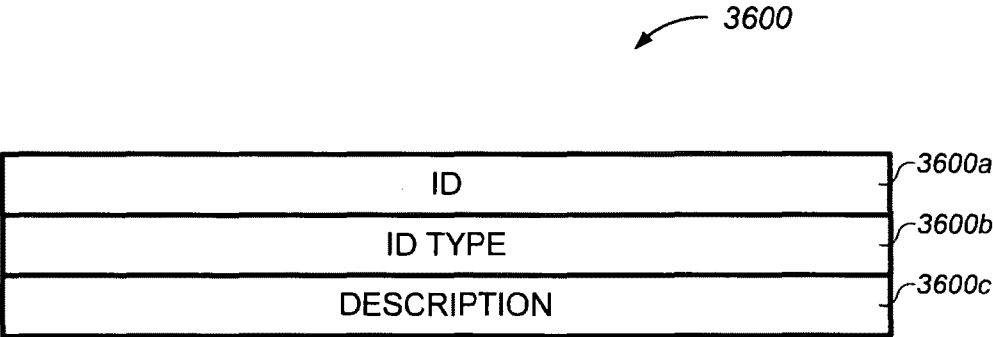 3600
ID
3600a
ID TYPE
3600b
DESCRIPTION
3600c